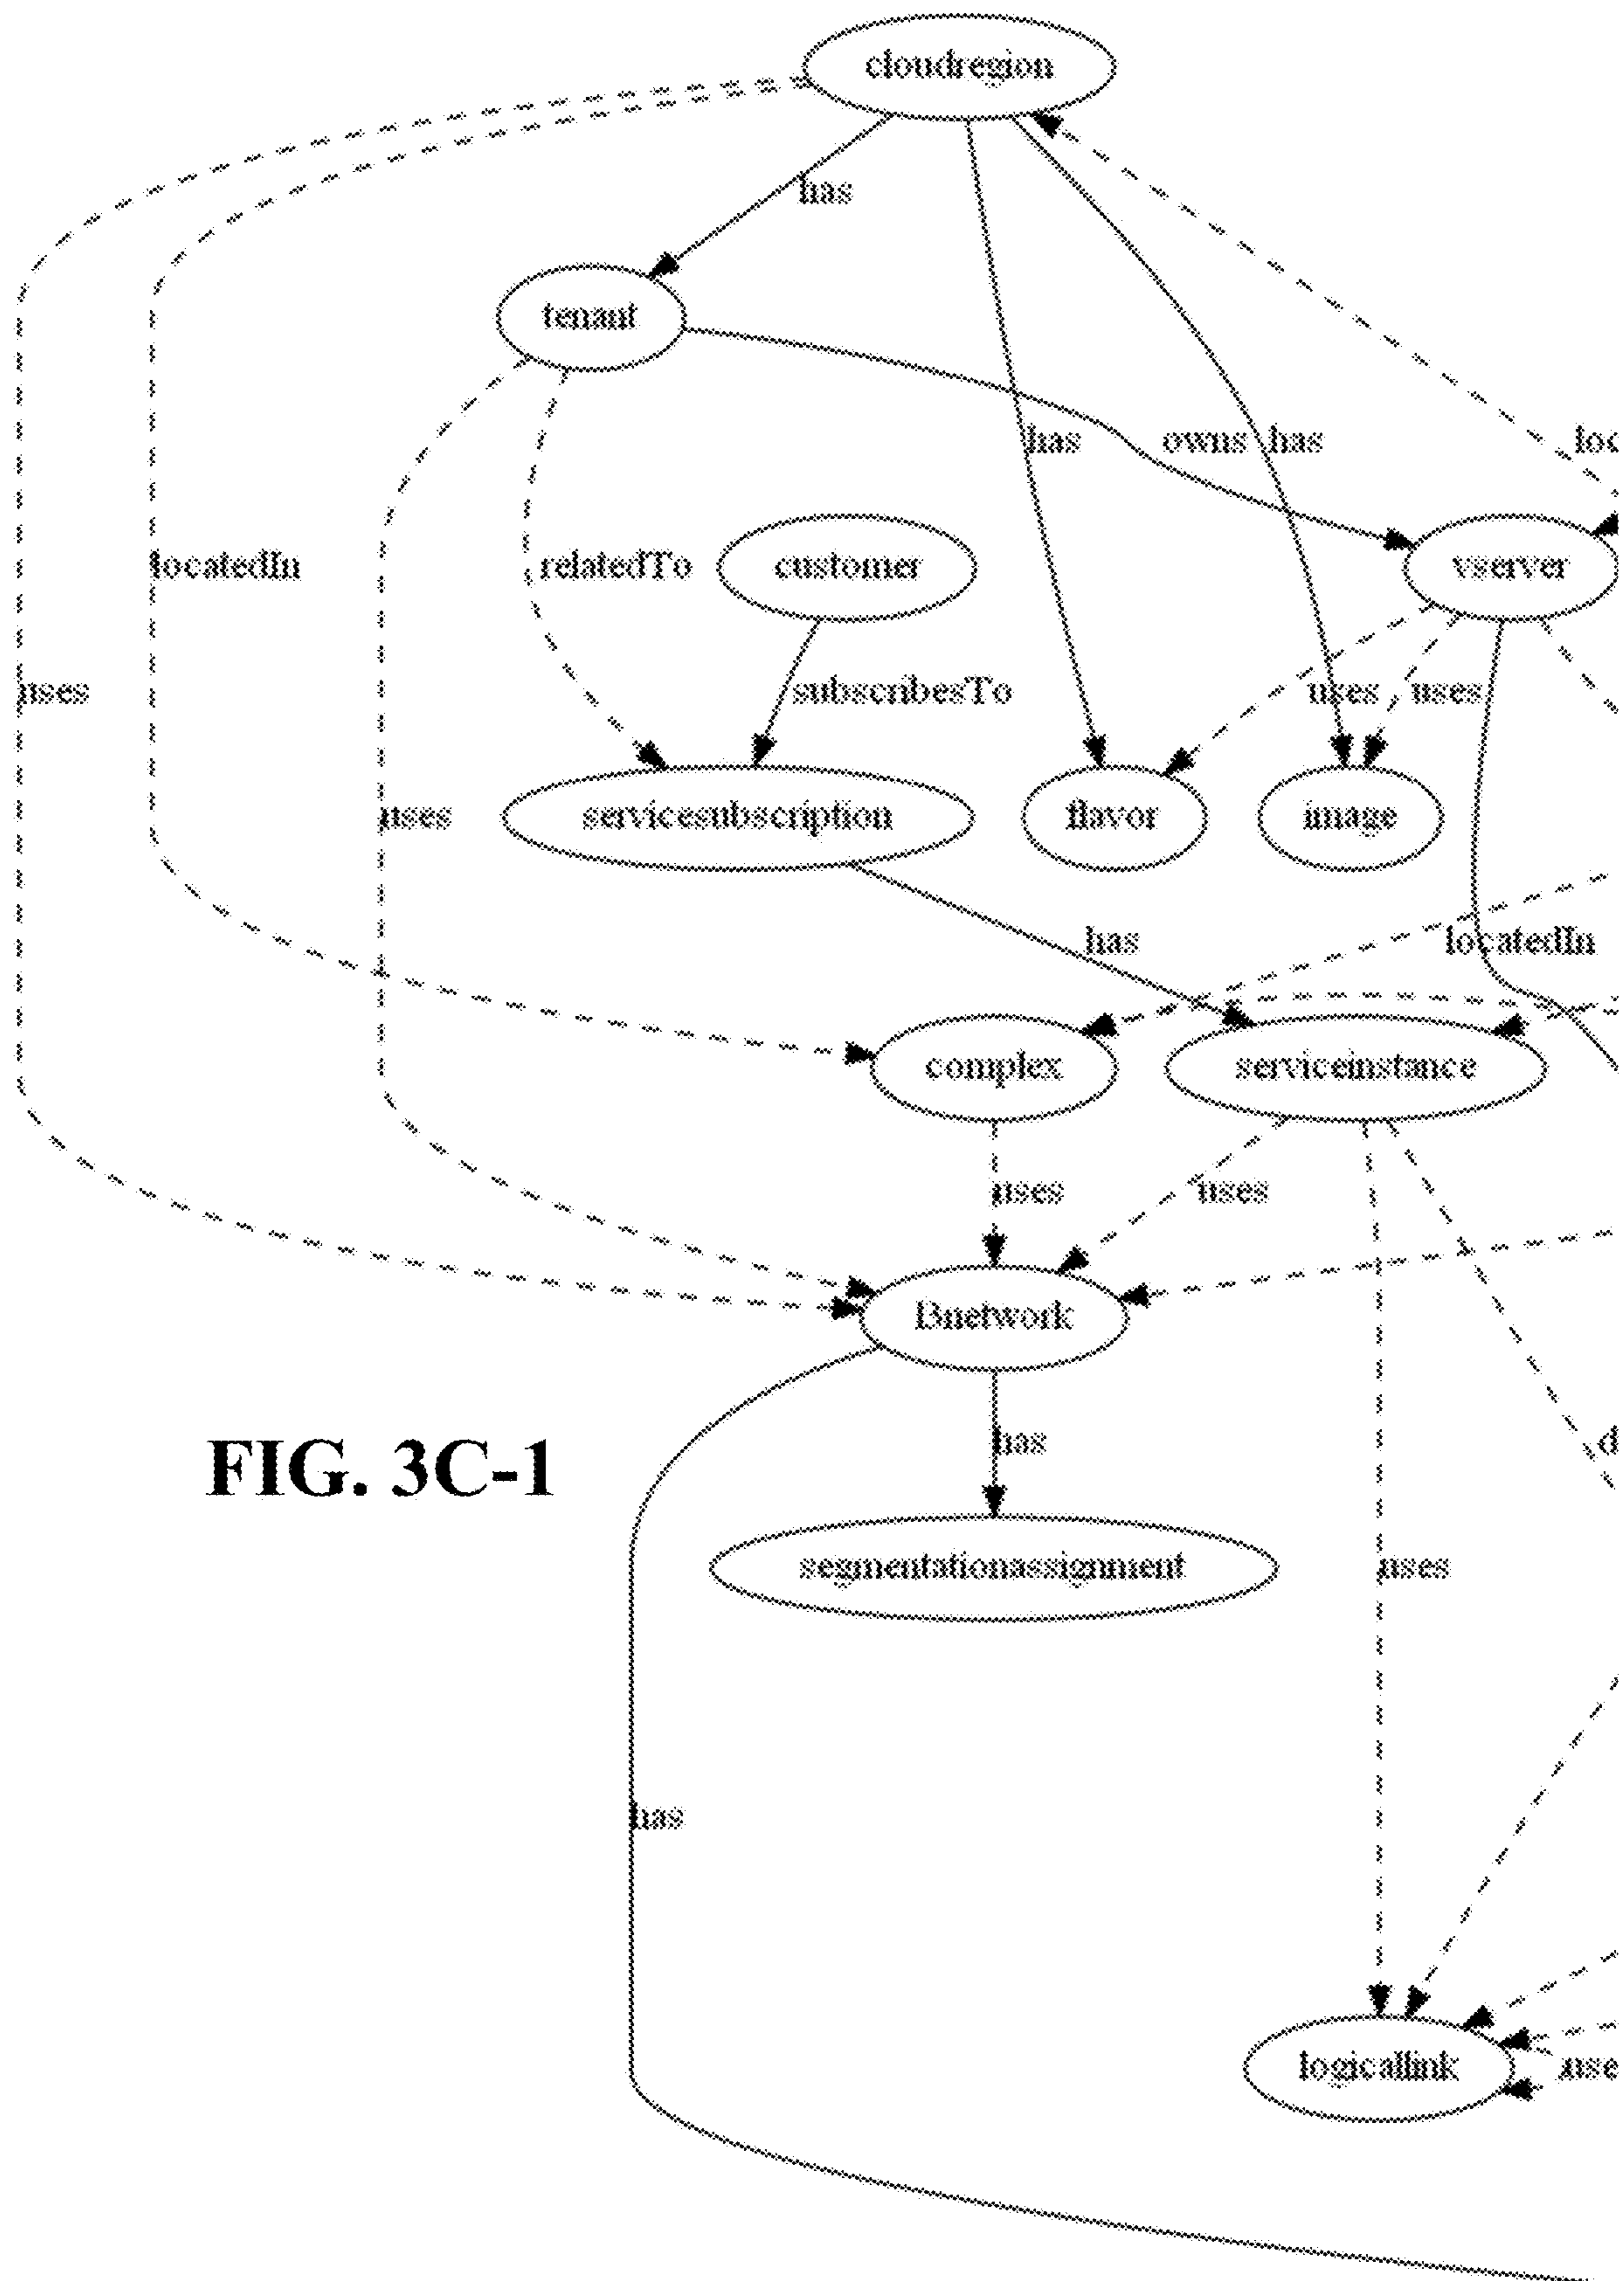 cloudregion
has
tenant
has
owns
has
loc
locatedIn
relatedTo
customer
vserver
uses
subscribesTo
uses
uses
uses
servicesubscription
flavor
image
has
locatedIn
complex
serviceinstance
uses
uses
l3network
has
d
FIG. 3C-1
segmentationassignment
uses
has
logicallink
use